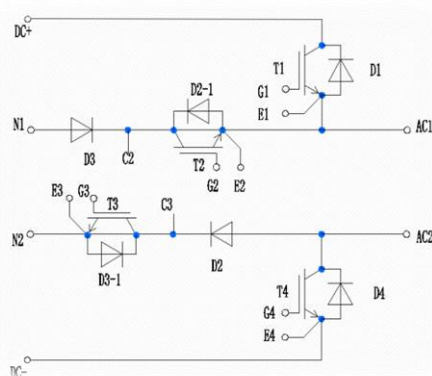 DC+
T1
D1
G1
D2-1
E1
N1
AC1
D3
C2
T2
G2
E2
E3
G3
T3
C3
N2
AC2
D3-1
D2
T4
D4
G4
E4
DC-